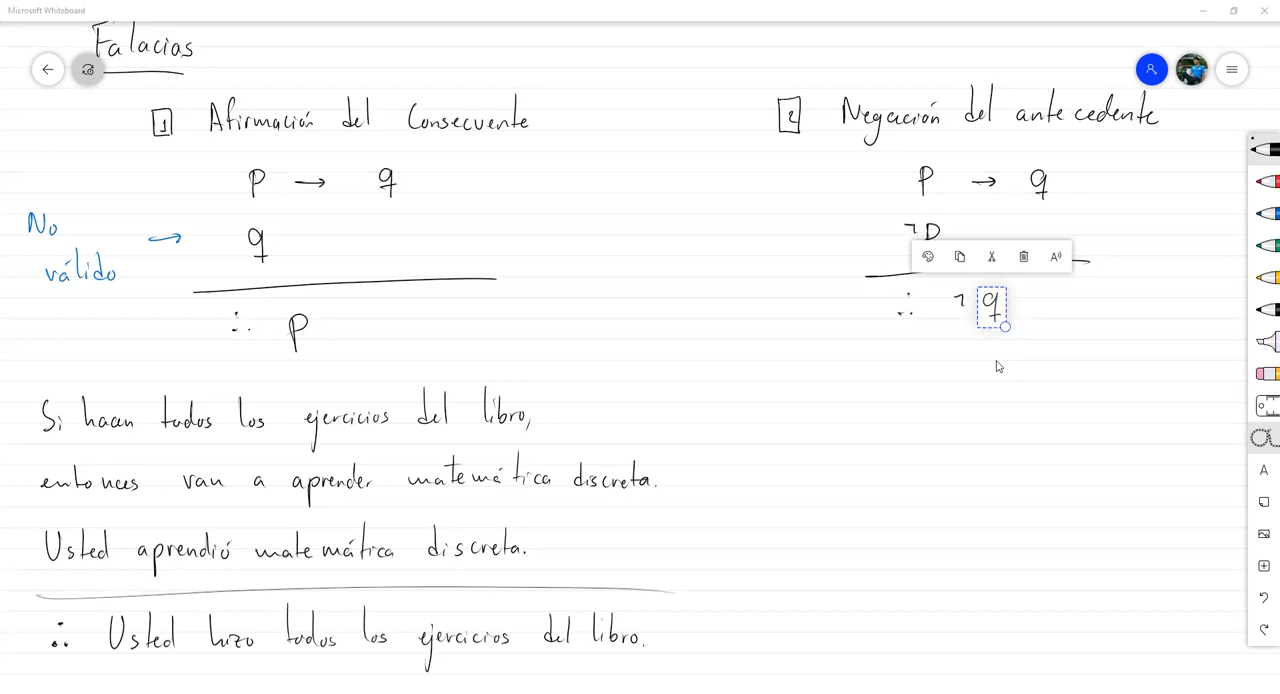 Microsoft Whiteboard
Falacias
1 Afirmación del Consecuente
p → q
No válido → q
∴ p
Si hacen todos los ejercicios del libro,
entonces van a aprender matemática discreta.
Usted aprendió matemática discreta.
∴ Usted hizo todos los ejercicios del libro.
2 Negación del antecedente
p → q
¬p
∴ ¬q